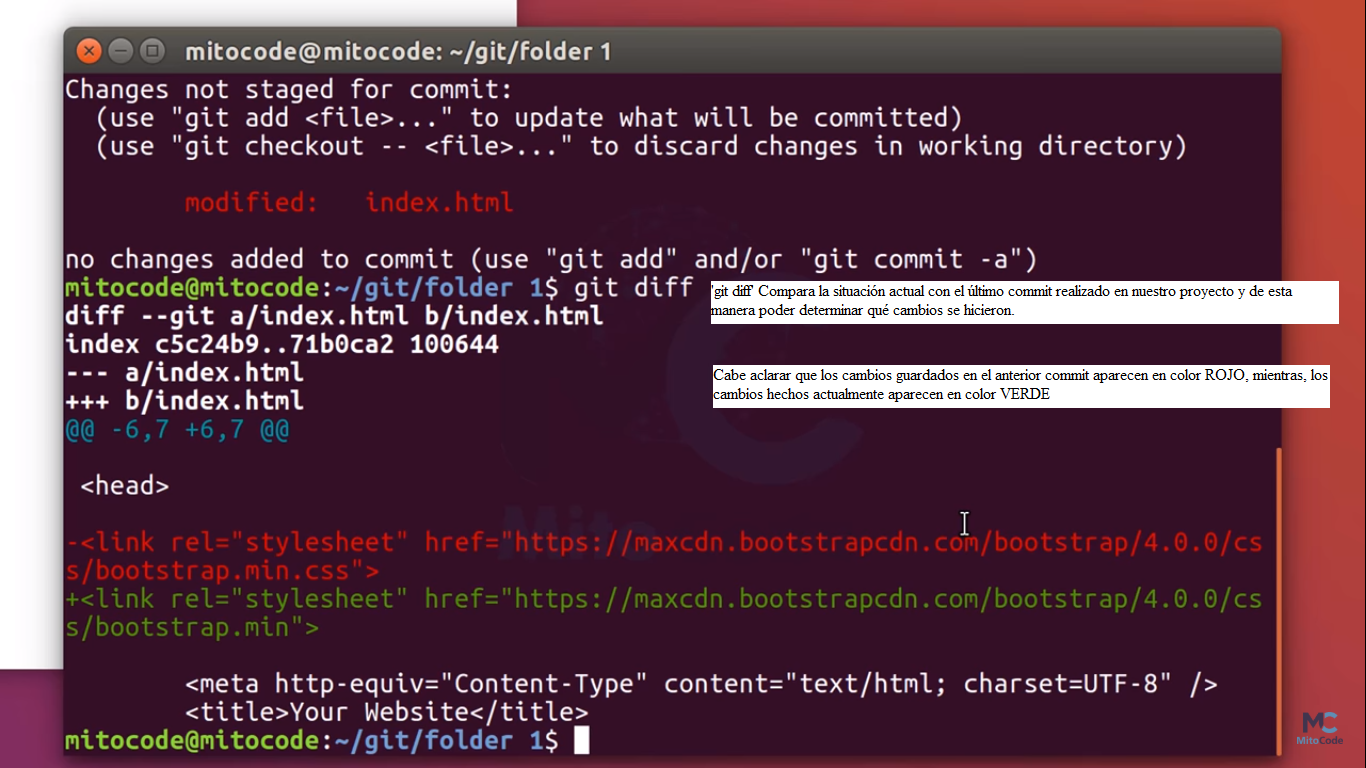 mitocode@mitocode: ~/git/folder 1
Changes not staged for commit:
  (use "git add <file>..." to update what will be committed)
  (use "git checkout -- <file>..." to discard changes in working directory)
        modified:   index.html
no changes added to commit (use "git add" and/or "git commit -a")
mitocode@mitocode:~/git/folder 1$ git diff
'git diff' Compara la situación actual con el último commit realizado en nuestro proyecto y de esta
manera poder determinar qué cambios se hicieron.
diff --git a/index.html b/index.html
index c5c24b9..71b0ca2 100644
--- a/index.html
+++ b/index.html
Cabe aclarar que los cambios guardados en el anterior commit aparecen en color ROJO, mientras, los
cambios hechos actualmente aparecen en color VERDE
@@ -6,7 +6,7 @@
 <head>
-<link rel="stylesheet" href="https://maxcdn.bootstrapcdn.com/bootstrap/4.0.0/cs
s/bootstrap.min.css">
+<link rel="stylesheet" href="https://maxcdn.bootstrapcdn.com/bootstrap/4.0.0/cs
s/bootstrap.min">
        <meta http-equiv="Content-Type" content="text/html; charset=UTF-8" />
        <title>Your Website</title>
mitocode@mitocode:~/git/folder 1$
MC
MitoCode